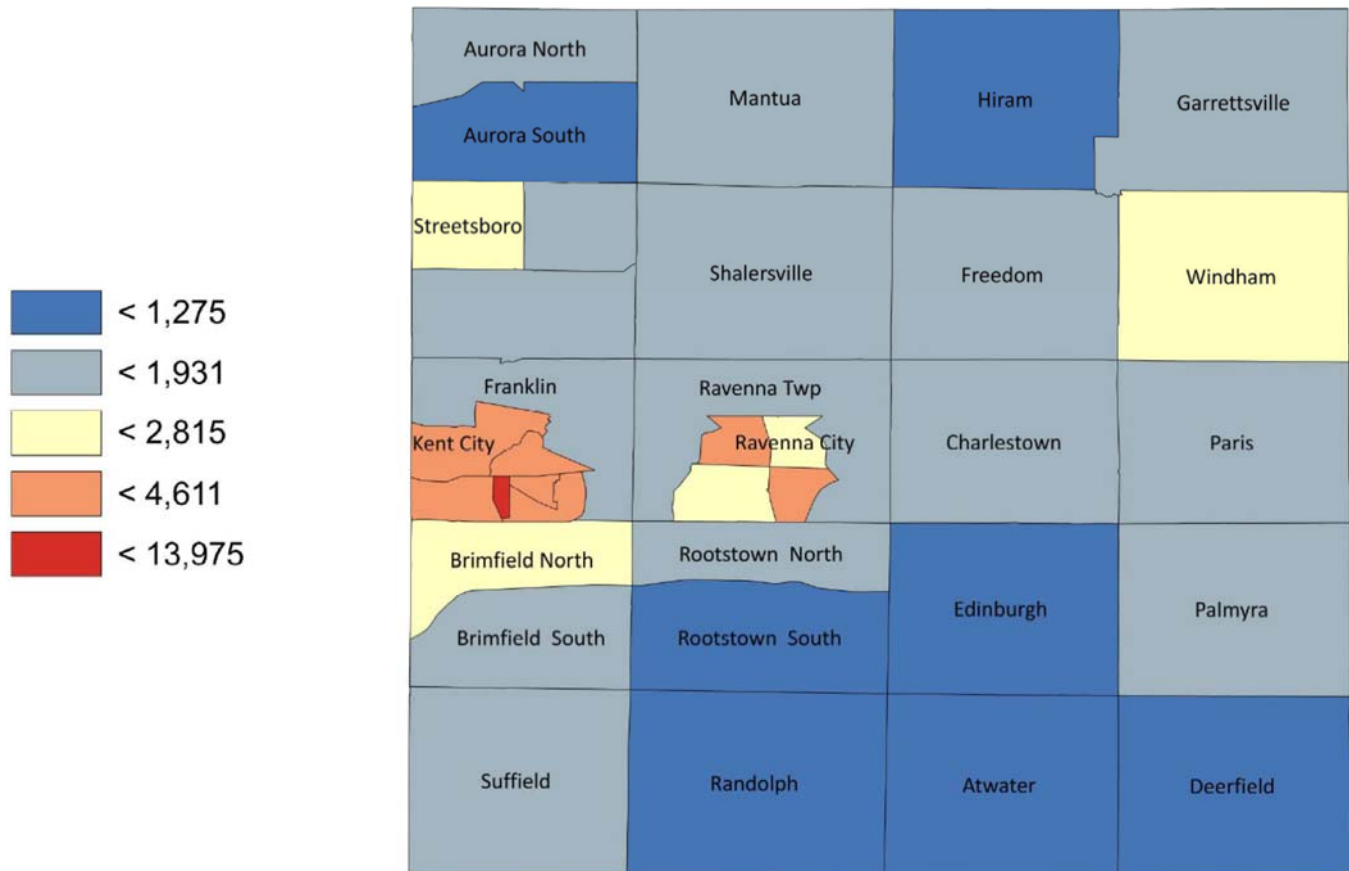 Aurora North
Mantua
Hiram
Garrettsville
Aurora South
Streetsboro
Shalersville
Freedom
Windham
< 1,275
< 1,931
< 2,815
< 4,611
< 13,975
Franklin
Ravenna Twp
Kent City
Ravenna City
Charlestown
Paris
Brimfield North
Rootstown North
Edinburgh
Palmyra
Brimfield South
Rootstown South
Suffield
Randolph
Atwater
Deerfield